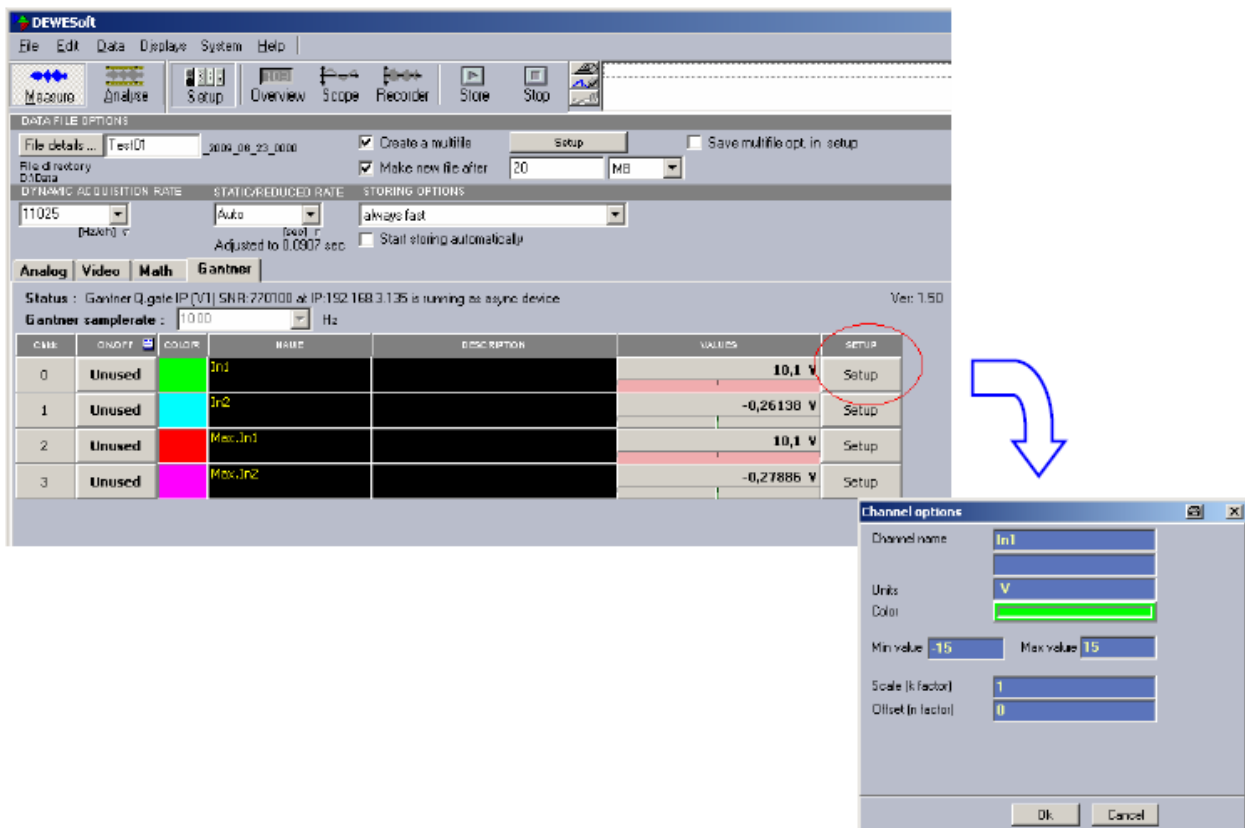 DEWESoft
File Edit Data Displays System Help
Measure Analyse Setup Overview Scope Recorder Store Stop
DATA FILE OPTIONS
File details... Test01 _2009_06_23_0000 Create a multifile Setup Save multifile opt. in setup
File directory
D:\Data
Make new file after 20 MB
DYNAMIC ACQUISITION RATE STATIC/REDUCED RATE STORING OPTIONS
11025 Auto always fast
[Hz/ch] [sec]
Adjusted to 0.0907 sec Start storing automatically
Analog Video Math Gantner
Status : Gantner Q.gate IP [V1] SNR:770100 at IP:192.168.3.135 is running as async device Ver: 1.50
Gantner samplerate : Hz
ON/OFF COLOR NAME DESCRIPTION VALUES SETUP
0 Unused In1 10,1 V Setup
1 Unused In2 -0,26138 V Setup
2 Unused Max.In1 10,1 V Setup
3 Unused Max.In2 -0,27886 V Setup
Channel options
Channel name In1
Units V
Color
Min value -15 Max value 15
Scale (k factor) 1
Offset (n factor) 0
Ok Cancel